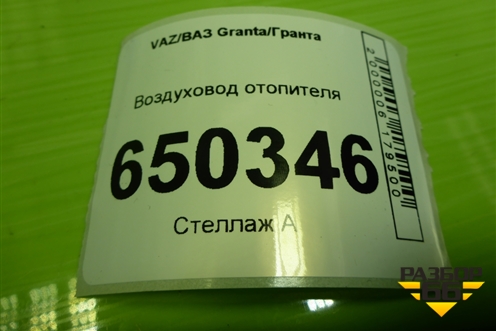 VAZ/ВАЗ Granta/Гранта
Воздуховод отопителя
650346
Стеллаж А
2000006179500
РАЗБОР